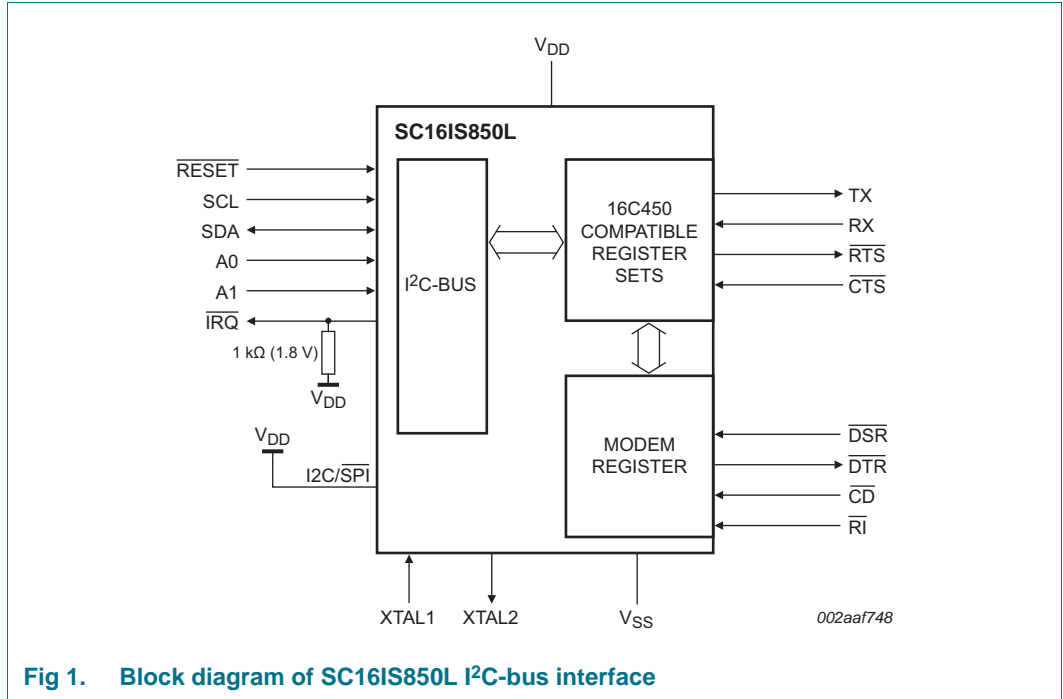 VDD
SC16IS850L
RESET
SCL
SDA
A0
A1
IRQ
1 kΩ (1.8 V)
VDD
VDD
I2C/SPI
I²C-BUS
16C450
COMPATIBLE
REGISTER
SETS
TX
RX
RTS
CTS
MODEM
REGISTER
DSR
DTR
CD
RI
XTAL1
XTAL2
VSS
002aaf748
Fig 1. Block diagram of SC16IS850L I²C-bus interface